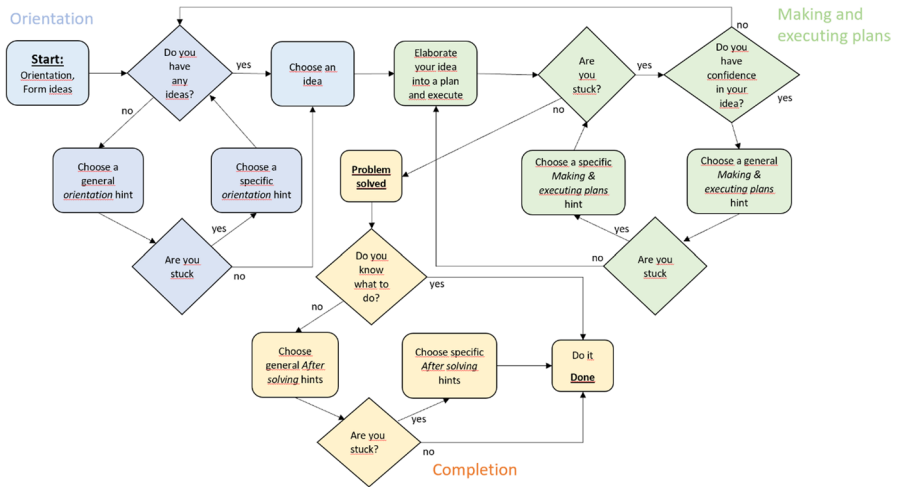 Orientation
Making and
executing plans
Start:
Orientation,
Form ideas
Do you
have
any
ideas?
yes
no
Choose an
idea
Elaborate
your idea
into a plan
and execute
Are
you
stuck?
yes
no
Do you
have
confidence
in your
idea?
no
yes
Choose a
general
orientation hint
Choose a
specific
orientation hint
Are you
stuck
yes
no
Problem
solved
Choose a specific
Making &
executing plans
hint
Choose a general
Making &
executing plans
hint
Are you
stuck
yes
no
Do you
know
what to
do?
yes
no
Choose
general After
solving hints
Choose specific
After solving
hints
Do it
Done
Are you
stuck?
yes
no
Completion